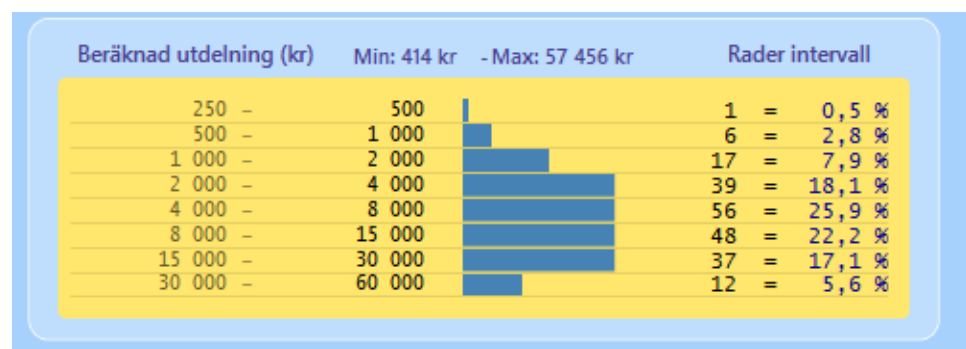 Beräknad utdelning (kr) Min: 414 kr - Max: 57 456 kr Rader intervall
250 – 500 1 = 0,5 %
500 – 1 000 6 = 2,8 %
1 000 – 2 000 17 = 7,9 %
2 000 – 4 000 39 = 18,1 %
4 000 – 8 000 56 = 25,9 %
8 000 – 15 000 48 = 22,2 %
15 000 – 30 000 37 = 17,1 %
30 000 – 60 000 12 = 5,6 %